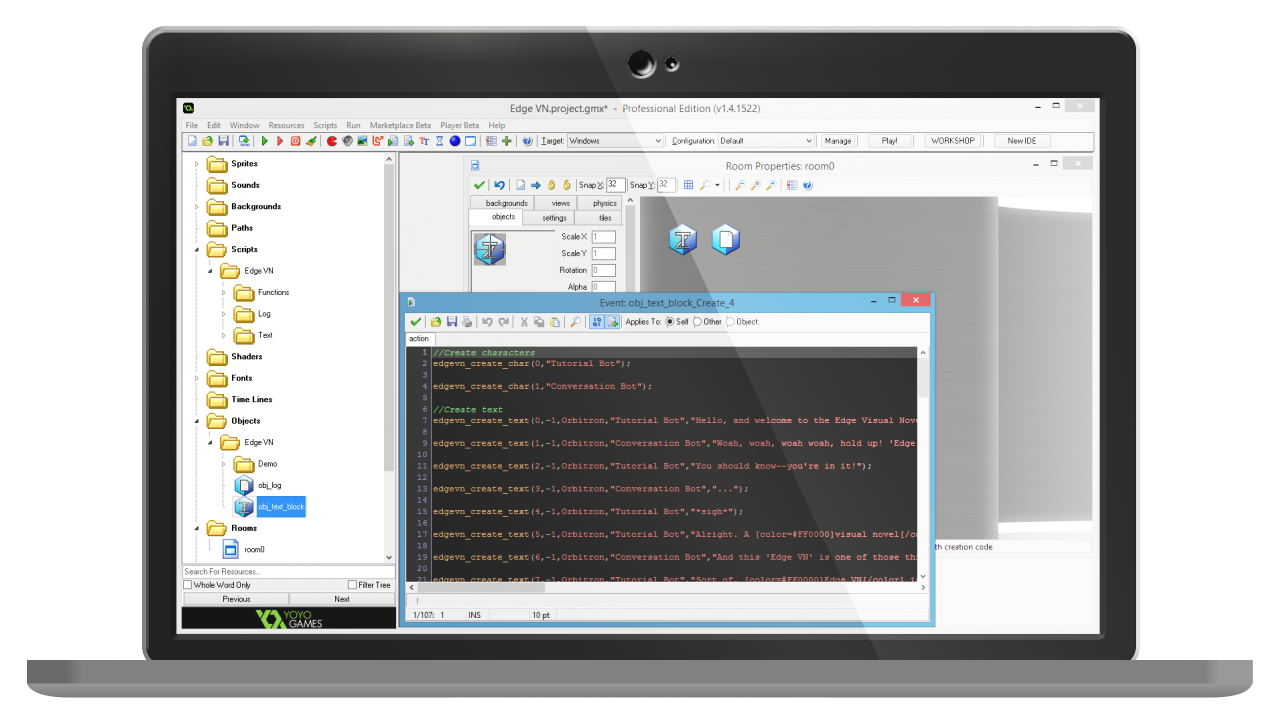 Edge VN.project.gmx* - Professional Edition (v1.4.1522)
File Edit Window Resources Scripts Run Marketplace Beta Player Beta Help
Target: Windows Configuration: Default Manage Play! WORKSHOP New IDE
Sprites
Sounds
Backgrounds
Paths
Scripts
Edge VN
Functions
Log
Text
Shaders
Fonts
Time Lines
Objects
Edge VN
Demo
obj_log
obj_text_block
Rooms
room0
Search For Resources...
Whole Word Only Filter Tree
Previous Next
YOYO
GAMES
Room Properties: room0
Snap X: 32 Snap Y: 32
backgrounds views physics
objects settings tiles
Scale X 1
Scale Y 1
Rotation 0
Alpha 0
th creation code
Event: obj_text_block_Create_4
Applies To: Self Other Object:
action
1 //Create characters
2 edgevn_create_char(0,"Tutorial Bot");
3
4 edgevn_create_char(1,"Conversation Bot");
5
6 //Create text
7 edgevn_create_text(0,-1,Orbitron,"Tutorial Bot","Hello, and welcome to the Edge Visual Nov
8
9 edgevn_create_text(1,-1,Orbitron,"Conversation Bot","Woah, woah, woah woah, hold up! 'Edge
10
11 edgevn_create_text(2,-1,Orbitron,"Tutorial Bot","You should know--you're in it!");
12
13 edgevn_create_text(3,-1,Orbitron,"Conversation Bot","...");
14
15 edgevn_create_text(4,-1,Orbitron,"Tutorial Bot","*sigh*");
16
17 edgevn_create_text(5,-1,Orbitron,"Tutorial Bot","Alright. A [color=#FF0000]visual novel[/c
18
19 edgevn_create_text(6,-1,Orbitron,"Conversation Bot","And this 'Edge VN' is one of those th
20
21 edgevn_create_text(7,-1,Orbitron,"Tutorial Bot","Sort of. [color=#FF0000]Edge VN[/color] i
1/107: 1 INS 10 pt